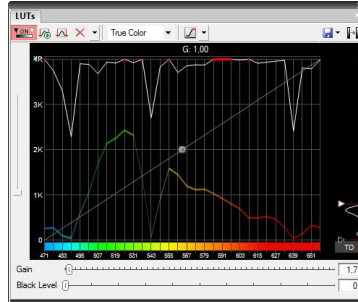 LUTs
ON True Color
G: 1,00
4K
3K
2K
1K
0
471 483 495 507 519 531 543 555 567 579 591 603 615 627 639 651
TD
Gain 1,7
Black Level 0